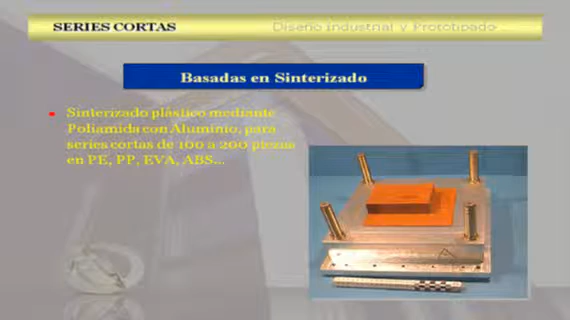 SERIES CORTAS
Diseño Industrial y Prototipado
Basadas en Sinterizado
Sinterizado plástico mediante
Poliamida con Aluminio, para
series cortas de 100 a 200 piezas
en PE, PP, EVA, ABS...